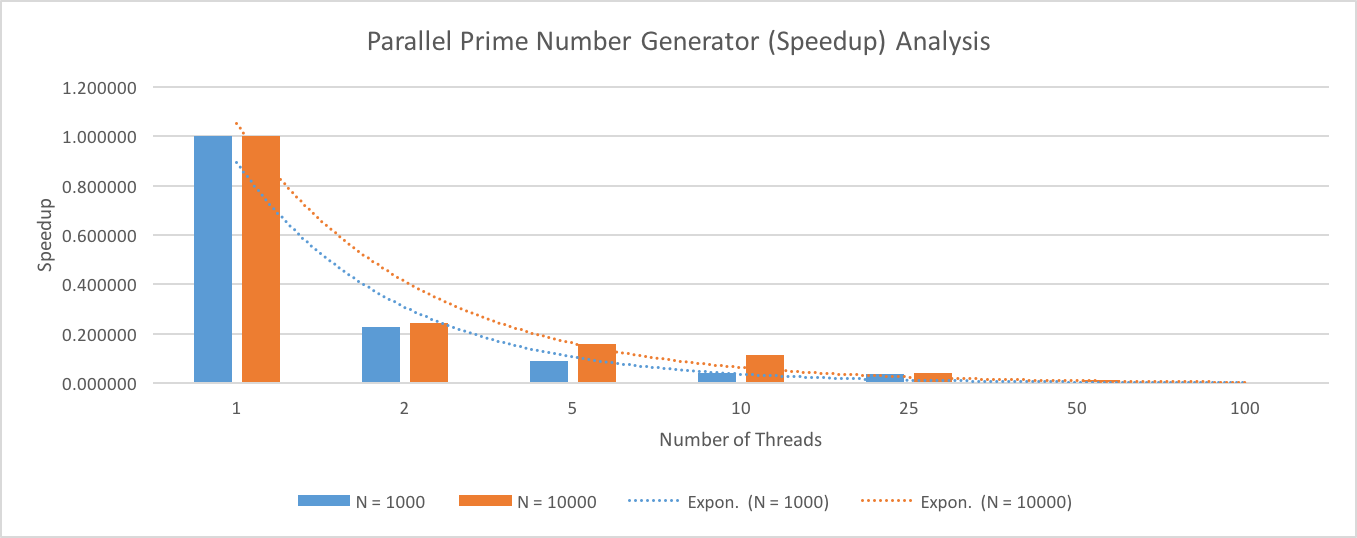 Parallel Prime Number Generator (Speedup) Analysis
1.200000
1.000000
0.800000
0.600000
0.400000
0.200000
0.000000
Speedup
1 2 5 10 25 50 100
Number of Threads
N = 1000 N = 10000 Expon. (N = 1000) Expon. (N = 10000)